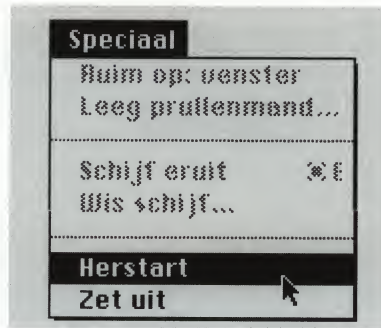 Speciaal
Ruim op: venster
Leeg prullenmand...
Schijf eruit ⌘E
Wis schijf...
Herstart
Zet uit